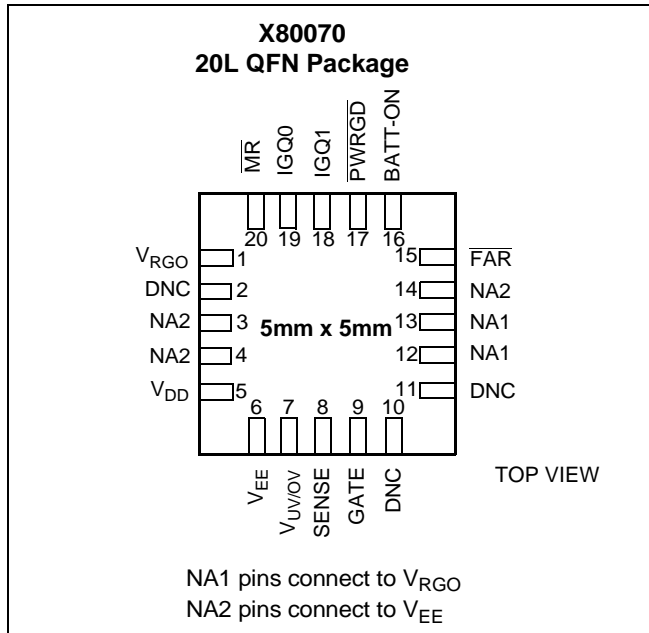 X80070
20L QFN Package
MR
IGQ0
IGQ1
PWRGD
BATT-ON
20 19 18 17 16
VRGO 1
DNC 2
NA2 3
NA2 4
VDD 5
15 FAR
14 NA2
13 NA1
12 NA1
11 DNC
5mm x 5mm
6 7 8 9 10
VEE
VUV/OV
SENSE
GATE
DNC
TOP VIEW
NA1 pins connect to VRGO
NA2 pins connect to VEE